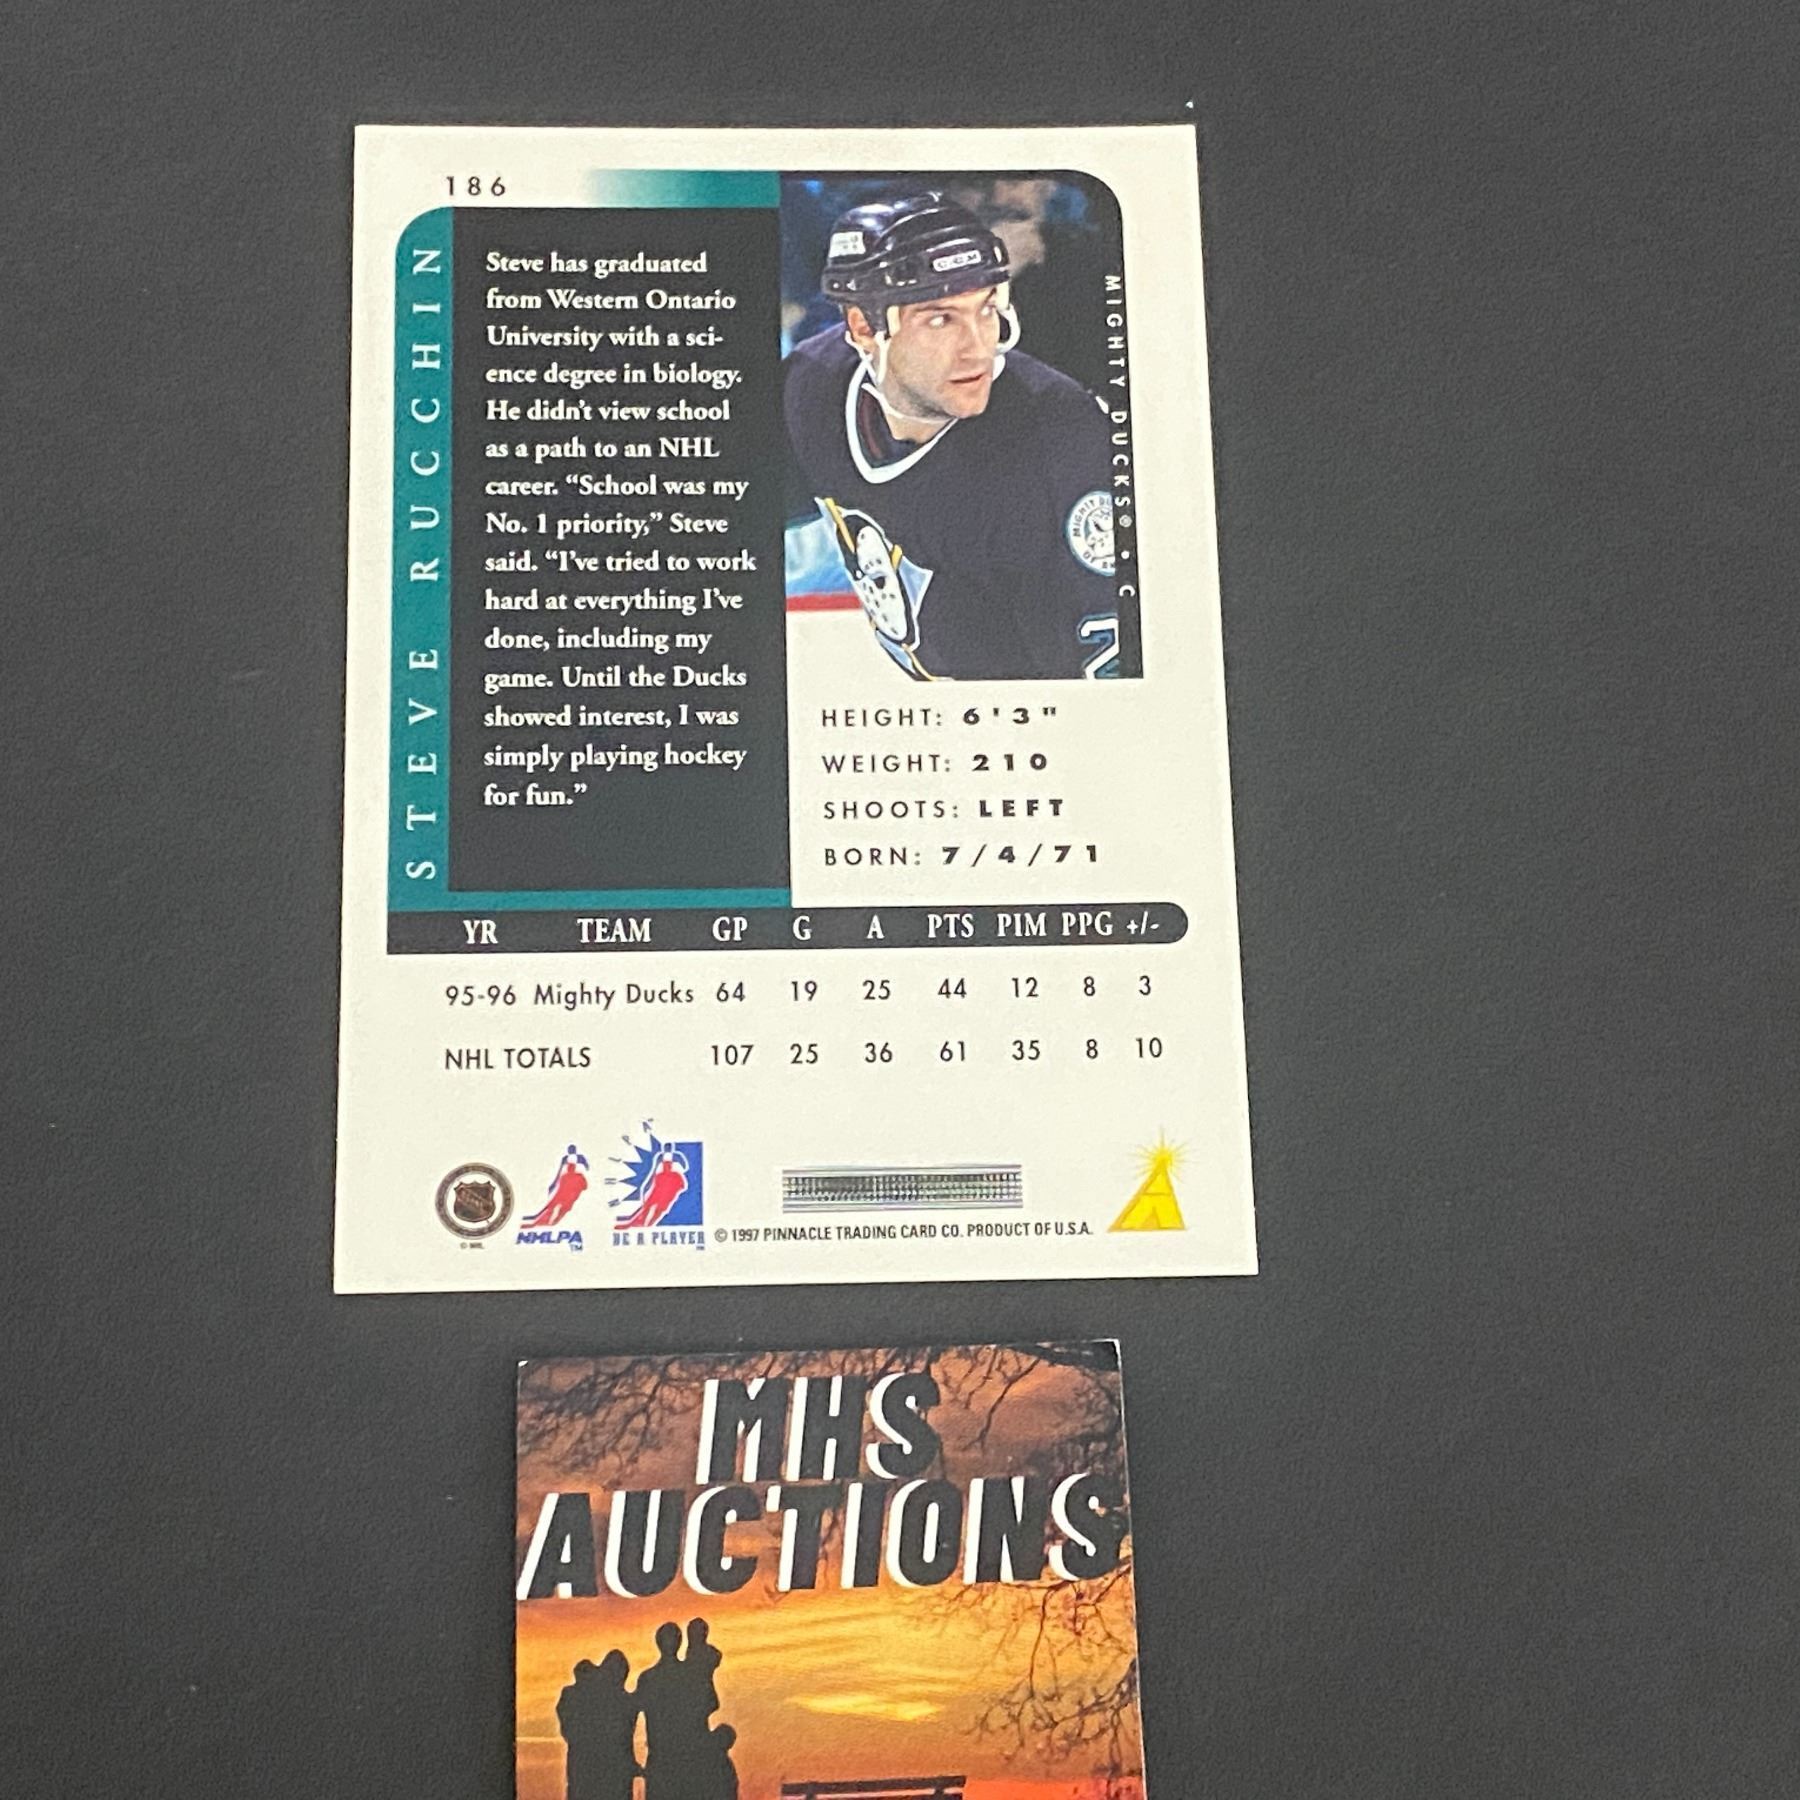 186
STEVE RUCCHIN
Steve has graduated
from Western Ontario
University with a sci-
ence degree in biology.
He didn't view school
as a path to an NHL
career. “School was my
No. 1 priority,” Steve
said. “I've tried to work
hard at everything I've
done, including my
game. Until the Ducks
showed interest, I was
simply playing hockey
for fun.”
CCM
MIGHTY DUCKS® • C
HEIGHT: 6'3"
WEIGHT: 210
SHOOTS: LEFT
BORN: 7/4/71
YR TEAM GP G A PTS PIM PPG +/-
95-96 Mighty Ducks 64 19 25 44 12 8 3
NHL TOTALS 107 25 36 61 35 8 10
© NHL
NHLPA™
BE A PLAYER™
© 1997 PINNACLE TRADING CARD CO. PRODUCT OF U.S.A.
MHS
AUCTIONS